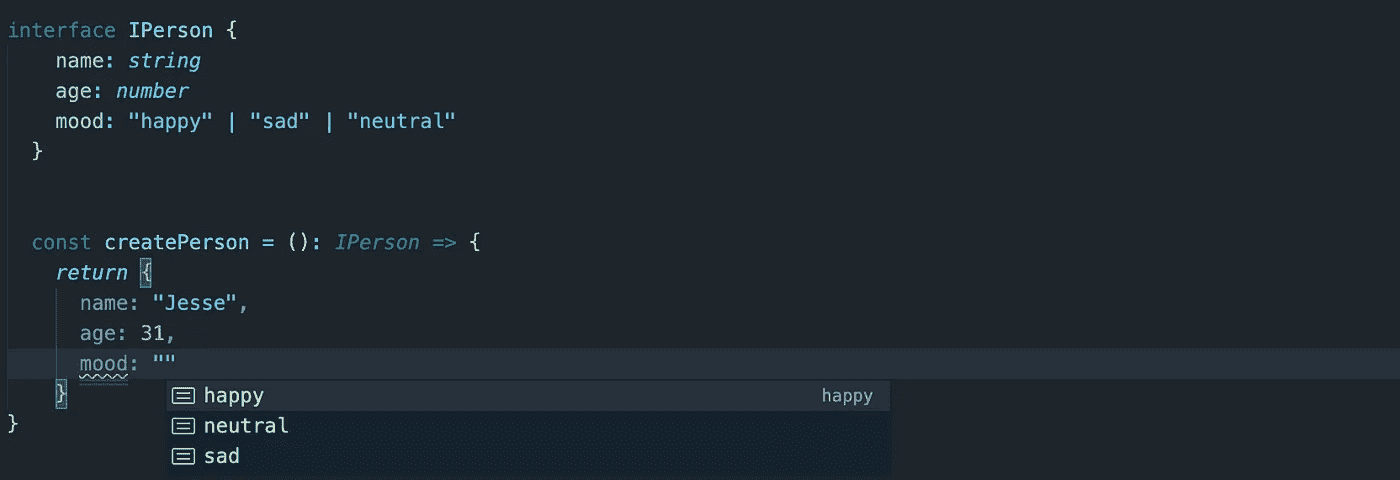 interface IPerson {
name: string
age: number
mood: "happy" | "sad" | "neutral"
}
const createPerson = (): IPerson => {
return {
name: "Jesse",
age: 31,
mood: ""
}
happy happy
}
neutral
sad